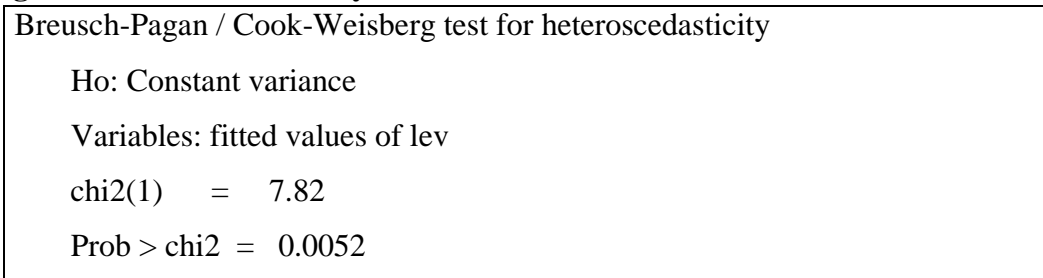 Breusch-Pagan / Cook-Weisberg test for heteroscedasticity
Ho: Constant variance
Variables: fitted values of lev
chi2(1) = 7.82
Prob > chi2 = 0.0052